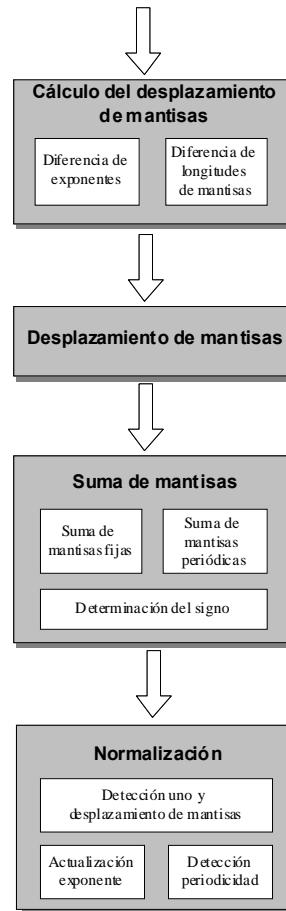 Cálculo del desplazamiento
de mantisas
Diferencia de
exponentes
Diferencia de
longitudes
de mantisas
Desplazamiento de mantisas
Suma de mantisas
Suma de
mantisas fijas
Suma de
mantisas
periódicas
Determinación del signo
Normalización
Detección uno y
desplazamiento de mantisas
Actualización
exponente
Detección
periodicidad